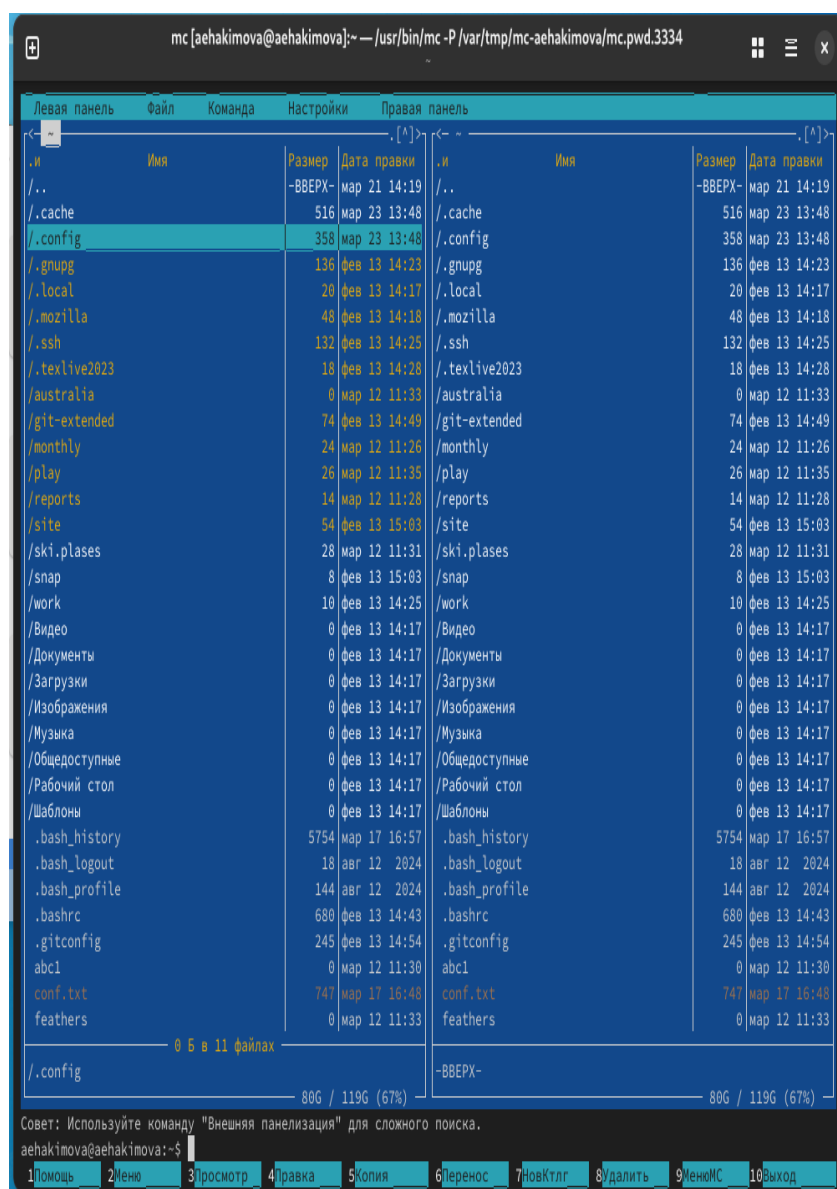 mc [aehakimova@aehakimova]:~ — /usr/bin/mc -P /var/tmp/mc-aehakimova/mc.pwd.3334
~
Левая панель Файл Команда Настройки Правая панель
<- ~ .[^]> <- ~ .[^]>
.и Имя Размер Дата правки .и Имя Размер Дата правки
/.. -ВВЕРХ- мар 21 14:19 /.. -ВВЕРХ- мар 21 14:19
/.cache 516 мар 23 13:48 /.cache 516 мар 23 13:48
/.config 358 мар 23 13:48 /.config 358 мар 23 13:48
/.gnupg 136 фев 13 14:23 /.gnupg 136 фев 13 14:23
/.local 20 фев 13 14:17 /.local 20 фев 13 14:17
/.mozilla 48 фев 13 14:18 /.mozilla 48 фев 13 14:18
/.ssh 132 фев 13 14:25 /.ssh 132 фев 13 14:25
/.texlive2023 18 фев 13 14:28 /.texlive2023 18 фев 13 14:28
/australia 0 мар 12 11:33 /australia 0 мар 12 11:33
/git-extended 74 фев 13 14:49 /git-extended 74 фев 13 14:49
/monthly 24 мар 12 11:26 /monthly 24 мар 12 11:26
/play 26 мар 12 11:35 /play 26 мар 12 11:35
/reports 14 мар 12 11:28 /reports 14 мар 12 11:28
/site 54 фев 13 15:03 /site 54 фев 13 15:03
/ski.plases 28 мар 12 11:31 /ski.plases 28 мар 12 11:31
/snap 8 фев 13 15:03 /snap 8 фев 13 15:03
/work 10 фев 13 14:25 /work 10 фев 13 14:25
/Видео 0 фев 13 14:17 /Видео 0 фев 13 14:17
/Документы 0 фев 13 14:17 /Документы 0 фев 13 14:17
/Загрузки 0 фев 13 14:17 /Загрузки 0 фев 13 14:17
/Изображения 0 фев 13 14:17 /Изображения 0 фев 13 14:17
/Музыка 0 фев 13 14:17 /Музыка 0 фев 13 14:17
/Общедоступные 0 фев 13 14:17 /Общедоступные 0 фев 13 14:17
/Рабочий стол 0 фев 13 14:17 /Рабочий стол 0 фев 13 14:17
/Шаблоны 0 фев 13 14:17 /Шаблоны 0 фев 13 14:17
.bash_history 5754 мар 17 16:57 .bash_history 5754 мар 17 16:57
.bash_logout 18 авг 12 2024 .bash_logout 18 авг 12 2024
.bash_profile 144 авг 12 2024 .bash_profile 144 авг 12 2024
.bashrc 680 фев 13 14:43 .bashrc 680 фев 13 14:43
.gitconfig 245 фев 13 14:54 .gitconfig 245 фев 13 14:54
abc1 0 мар 12 11:30 abc1 0 мар 12 11:30
conf.txt 747 мар 17 16:48 conf.txt 747 мар 17 16:48
feathers 0 мар 12 11:33 feathers 0 мар 12 11:33
0 Б в 11 файлах
/.config -ВВЕРХ-
80G / 119G (67%) 80G / 119G (67%)
Совет: Используйте команду "Внешняя панелизация" для сложного поиска.
aehakimova@aehakimova:~$
1Помощь 2Меню 3Просмотр 4Правка 5Копия 6Перенос 7НовКтлг 8Удалить 9МенюMC 10Выход